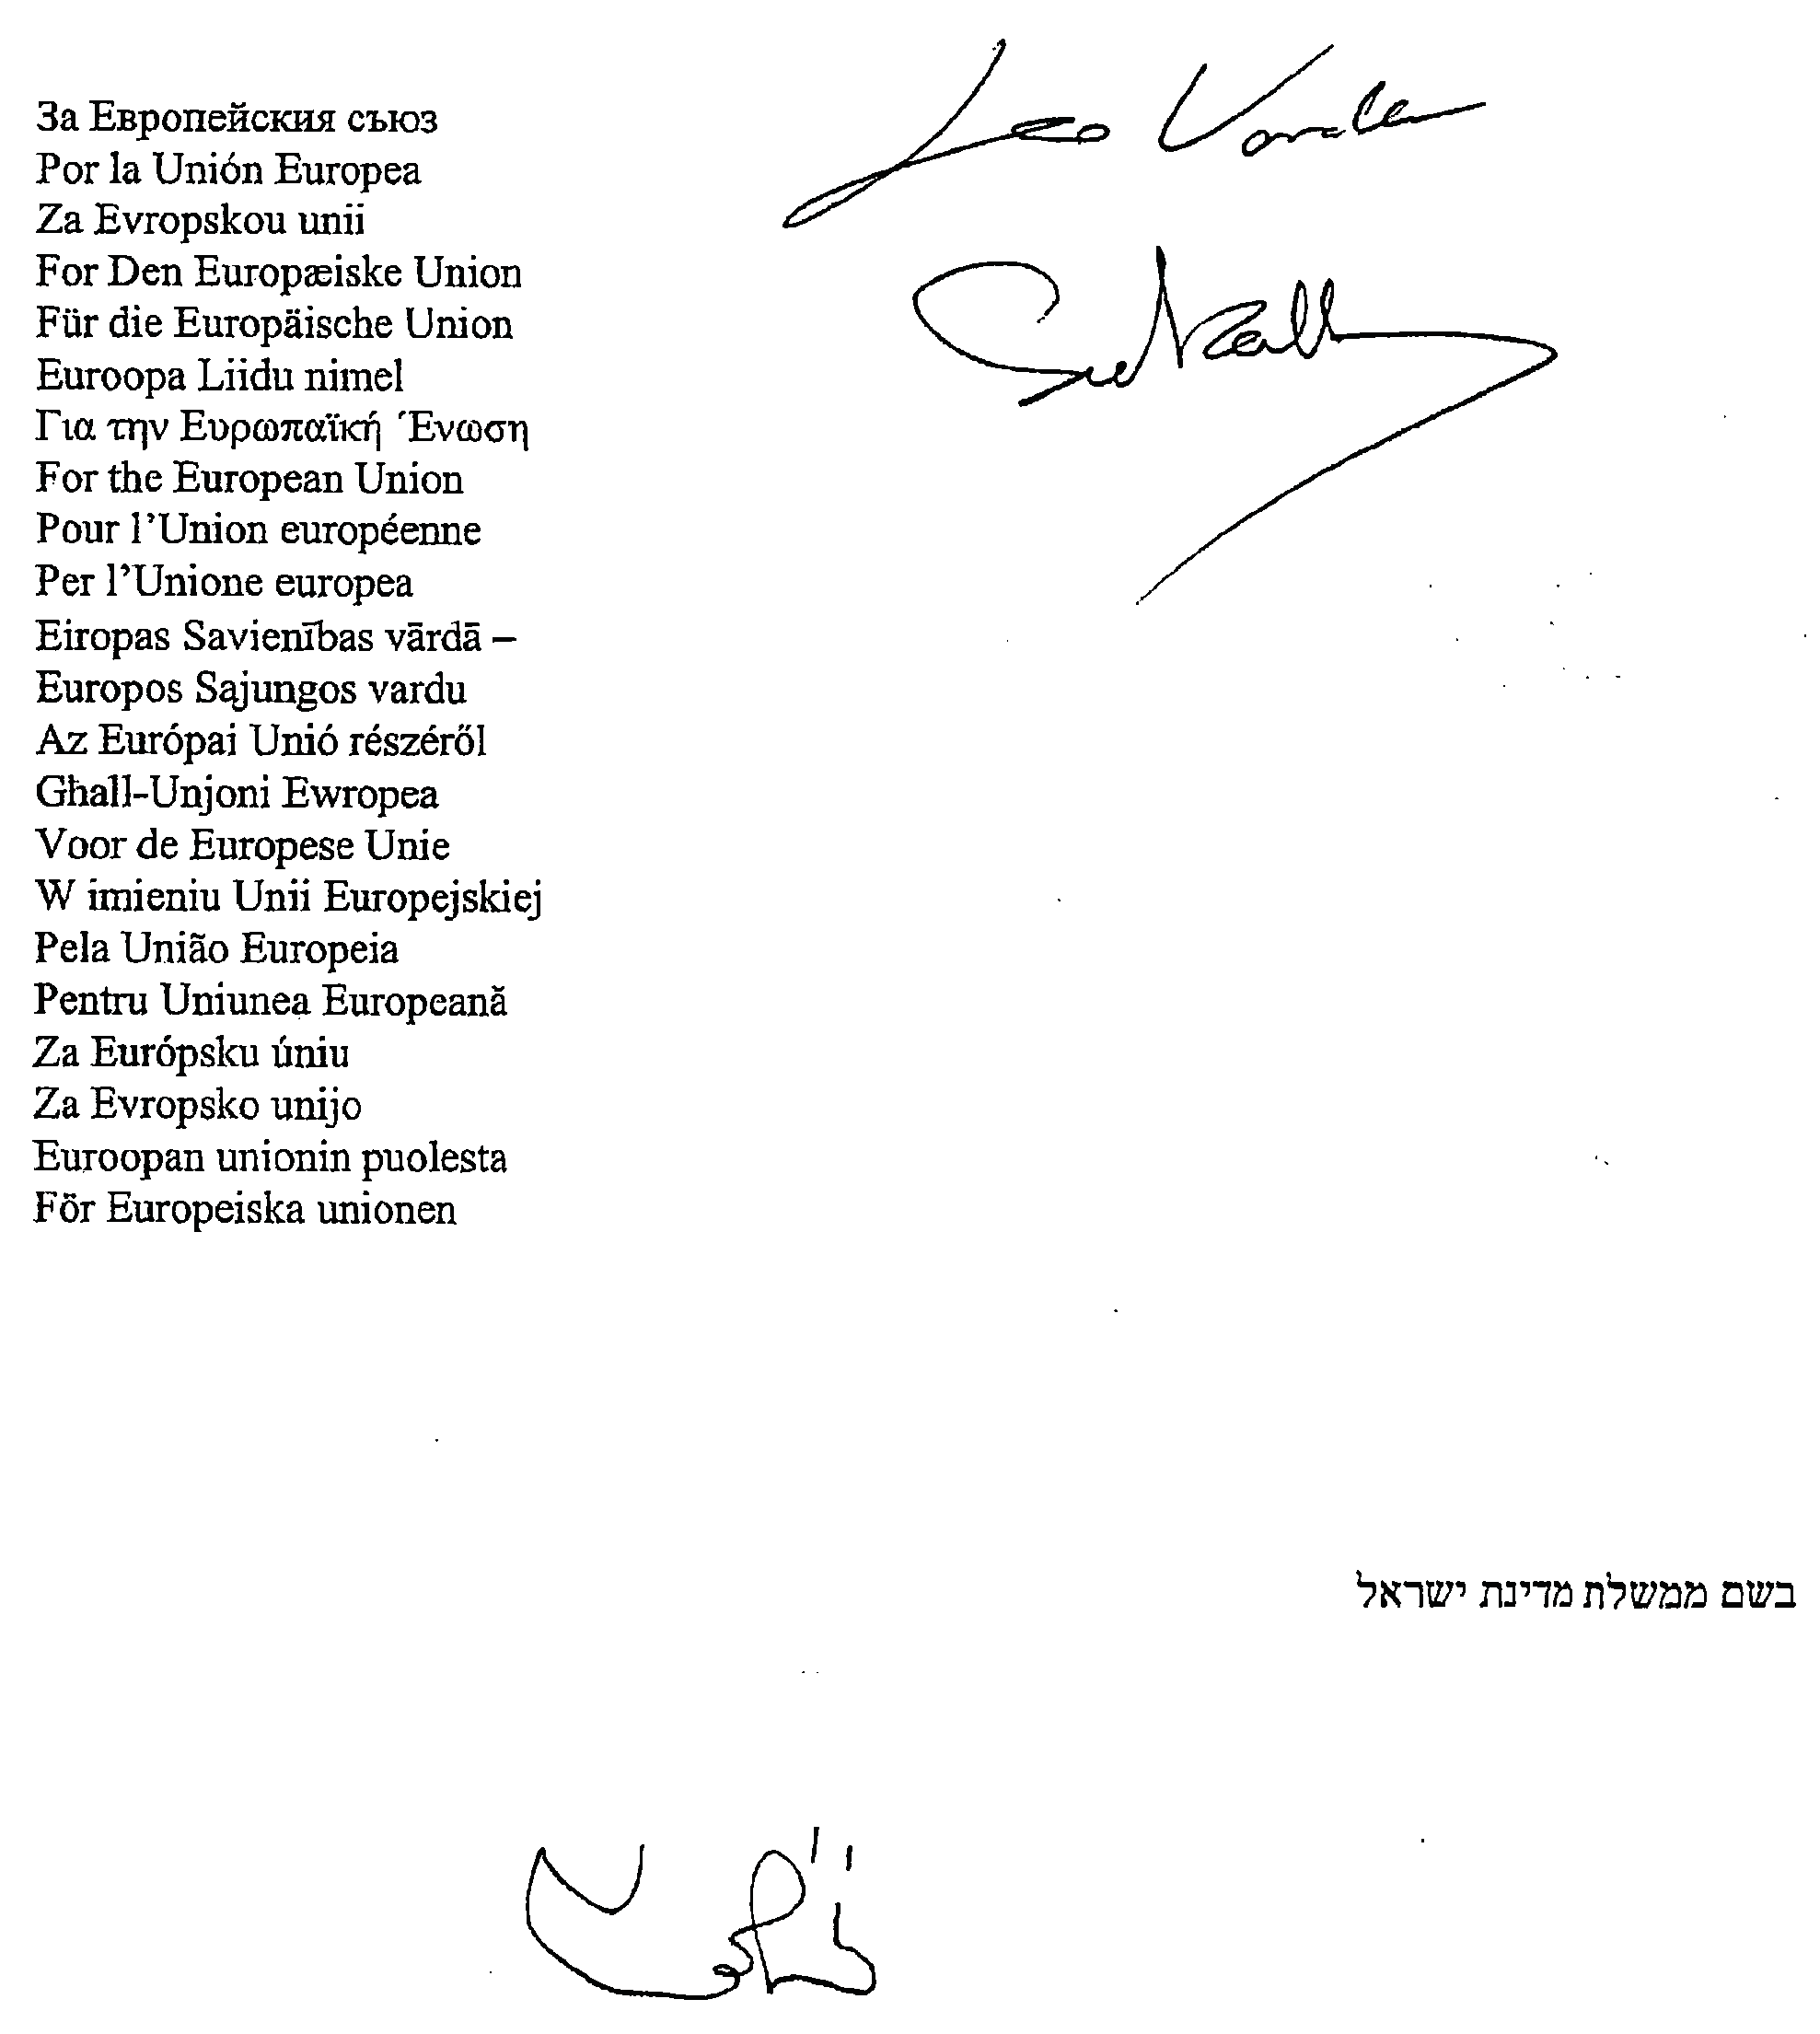 За Европейския съюз
Por la Unión Europea
Za Evropskou unii
For Den Europæiske Union
Für die Europäische Union
Euroopa Liidu nimel
Για την Ευρωπαϊκή Ένωση
For the European Union
Pour l'Union européenne
Per l'Unione europea
Eiropas Savienības vārdā –
Europos Sąjungos vardu
Az Európai Unió részéről
Għall-Unjoni Ewropea
Voor de Europese Unie
W imieniu Unii Europejskiej
Pela União Europeia
Pentru Uniunea Europeană
Za Európsku úniu
Za Evropsko unijo
Euroopan unionin puolesta
För Europeiska unionen
בשם ממשלת מדינת ישראל